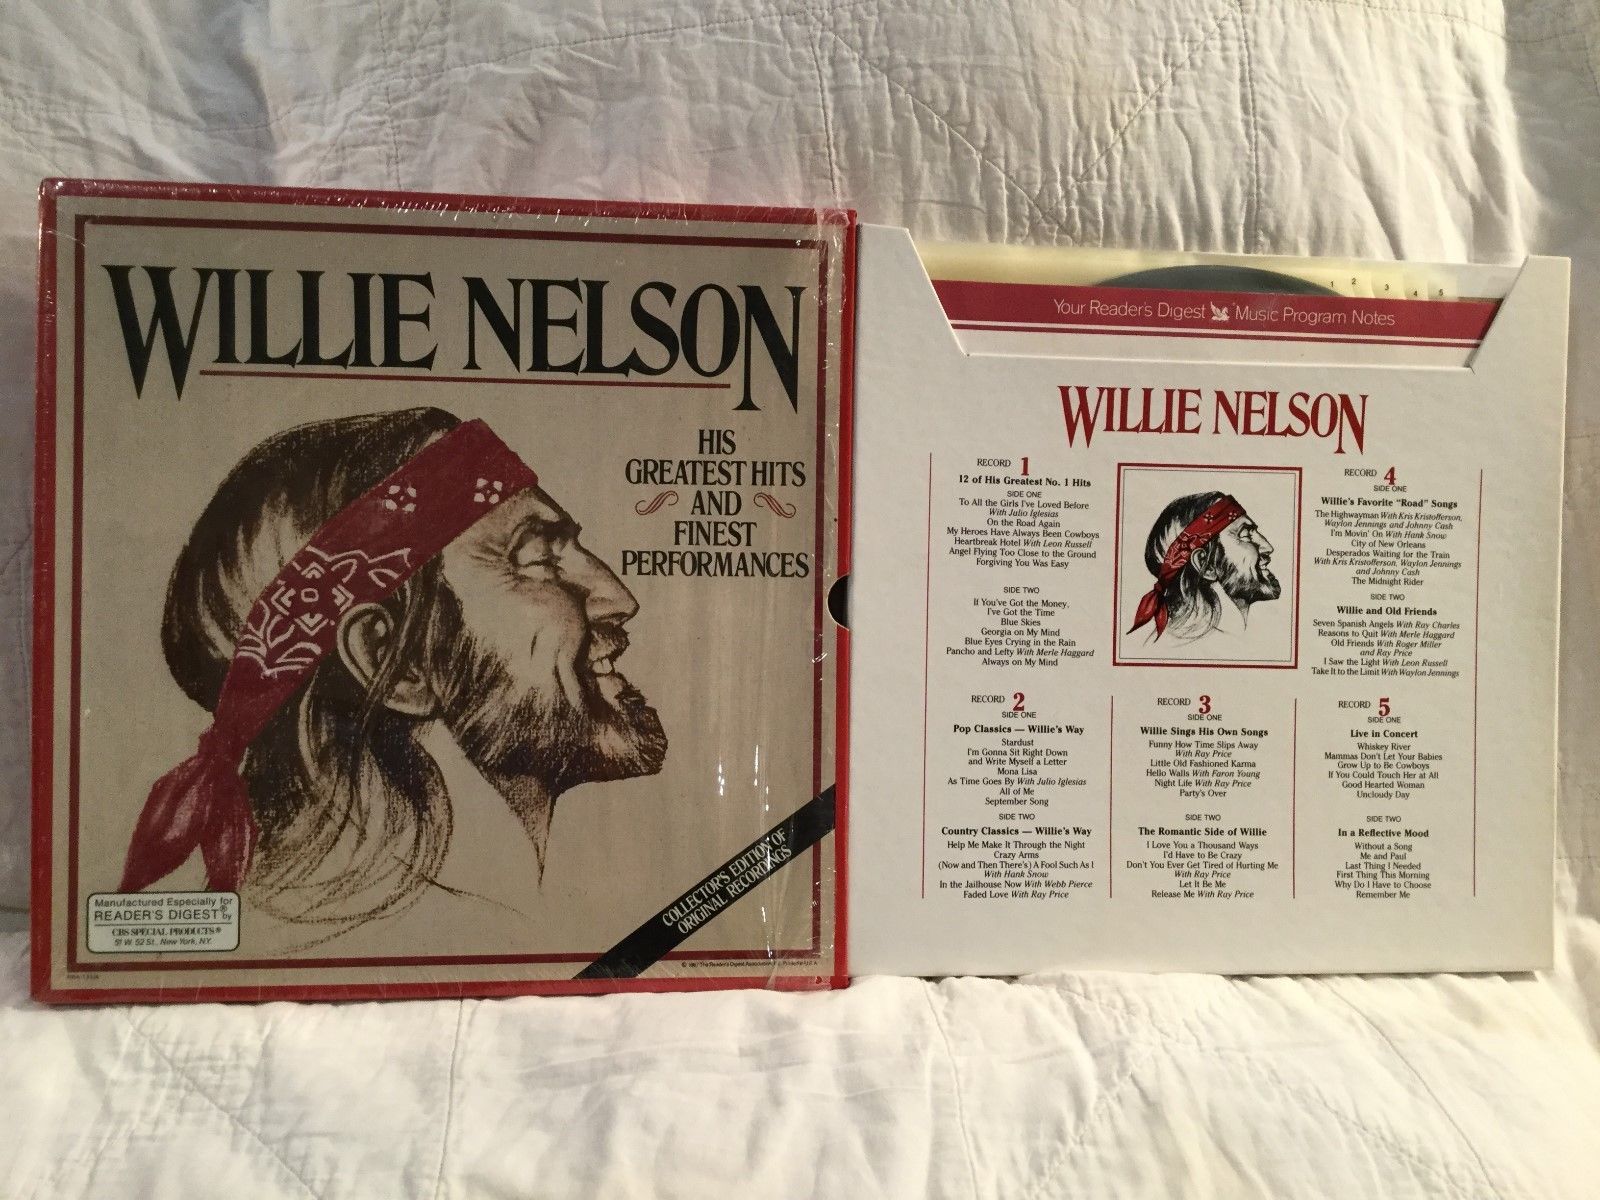 WILLIE NELSON
HIS
GREATEST HITS
AND
FINEST
PERFORMANCES
COLLECTOR'S EDITION OF
ORIGINAL RECORDINGS
Manufactured Especially for
READER'S DIGEST® by
CBS SPECIAL PRODUCTS®
51 W. 52 St., New York, N.Y.
1 2 3 4 5
Your Reader's Digest Music Program Notes
WILLIE NELSON
RECORD 1
12 of His Greatest No. 1 Hits
SIDE ONE
To All the Girls I've Loved Before
With Julio Iglesias
On the Road Again
My Heroes Have Always Been Cowboys
Heartbreak Hotel With Leon Russell
Angel Flying Too Close to the Ground
Forgiving You Was Easy
SIDE TWO
If You've Got the Money,
I've Got the Time
Blue Skies
Georgia on My Mind
Blue Eyes Crying in the Rain
Pancho and Lefty With Merle Haggard
Always on My Mind
RECORD 4
SIDE ONE
Willie's Favorite "Road" Songs
The Highwayman With Kris Kristofferson,
Waylon Jennings and Johnny Cash
I'm Movin' On With Hank Snow
City of New Orleans
Desperados Waiting for the Train
With Kris Kristofferson, Waylon Jennings
and Johnny Cash
The Midnight Rider
SIDE TWO
Willie and Old Friends
Seven Spanish Angels With Ray Charles
Reasons to Quit With Merle Haggard
Old Friends With Roger Miller
and Ray Price
I Saw the Light With Leon Russell
Take It to the Limit With Waylon Jennings
RECORD 2
SIDE ONE
Pop Classics — Willie's Way
Stardust
I'm Gonna Sit Right Down
and Write Myself a Letter
Mona Lisa
As Time Goes By With Julio Iglesias
All of Me
September Song
SIDE TWO
Country Classics — Willie's Way
Help Me Make It Through the Night
Crazy Arms
(Now and Then There's) A Fool Such As I
With Hank Snow
In the Jailhouse Now With Webb Pierce
Faded Love With Ray Price
RECORD 3
SIDE ONE
Willie Sings His Own Songs
Funny How Time Slips Away
With Ray Price
Little Old Fashioned Karma
Hello Walls With Faron Young
Night Life With Ray Price
Party's Over
SIDE TWO
The Romantic Side of Willie
I Love You a Thousand Ways
I'd Have to Be Crazy
Don't You Ever Get Tired of Hurting Me
With Ray Price
Let It Be Me
Release Me With Ray Price
RECORD 5
SIDE ONE
Live in Concert
Whiskey River
Mammas Don't Let Your Babies
Grow Up to Be Cowboys
If You Could Touch Her at All
Good Hearted Woman
Uncloudy Day
SIDE TWO
In a Reflective Mood
Without a Song
Me and Paul
Last Thing I Needed
First Thing This Morning
Why Do I Have to Choose
Remember Me